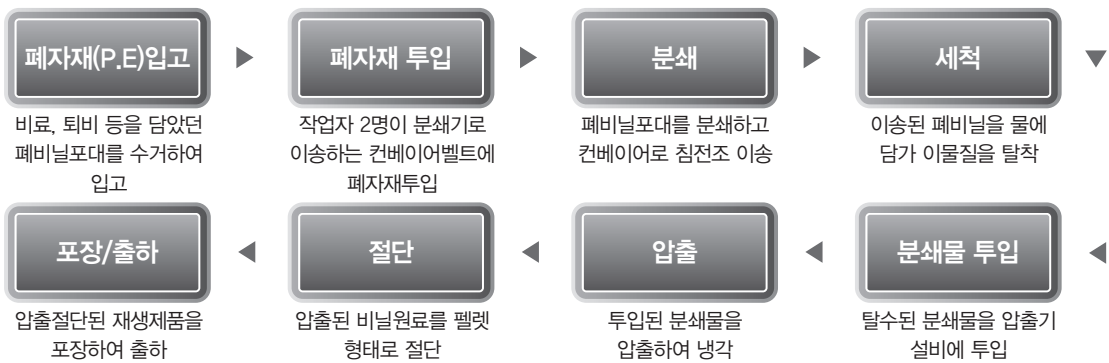 폐자재(P.E)입고
비료, 퇴비 등을 담았던
폐비닐포대를 수거하여
입고
폐자재 투입
작업자 2명이 분쇄기로
이송하는 컨베이어벨트에
폐자재투입
분쇄
폐비닐포대를 분쇄하고
컨베이어로 침전조 이송
세척
이송된 폐비닐을 물에
담가 이물질을 탈착
분쇄물 투입
탈수된 분쇄물을 압출기
설비에 투입
압출
투입된 분쇄물을
압출하여 냉각
절단
압출된 비닐원료를 펠렛
형태로 절단
포장/출하
압출절단된 재생제품을
포장하여 출하